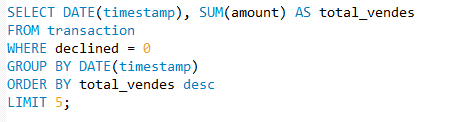 SELECT DATE(timestamp), SUM(amount) AS total_vendes
FROM transaction
WHERE declined = 0
GROUP BY DATE(timestamp)
ORDER BY total_vendes desc
LIMIT 5;